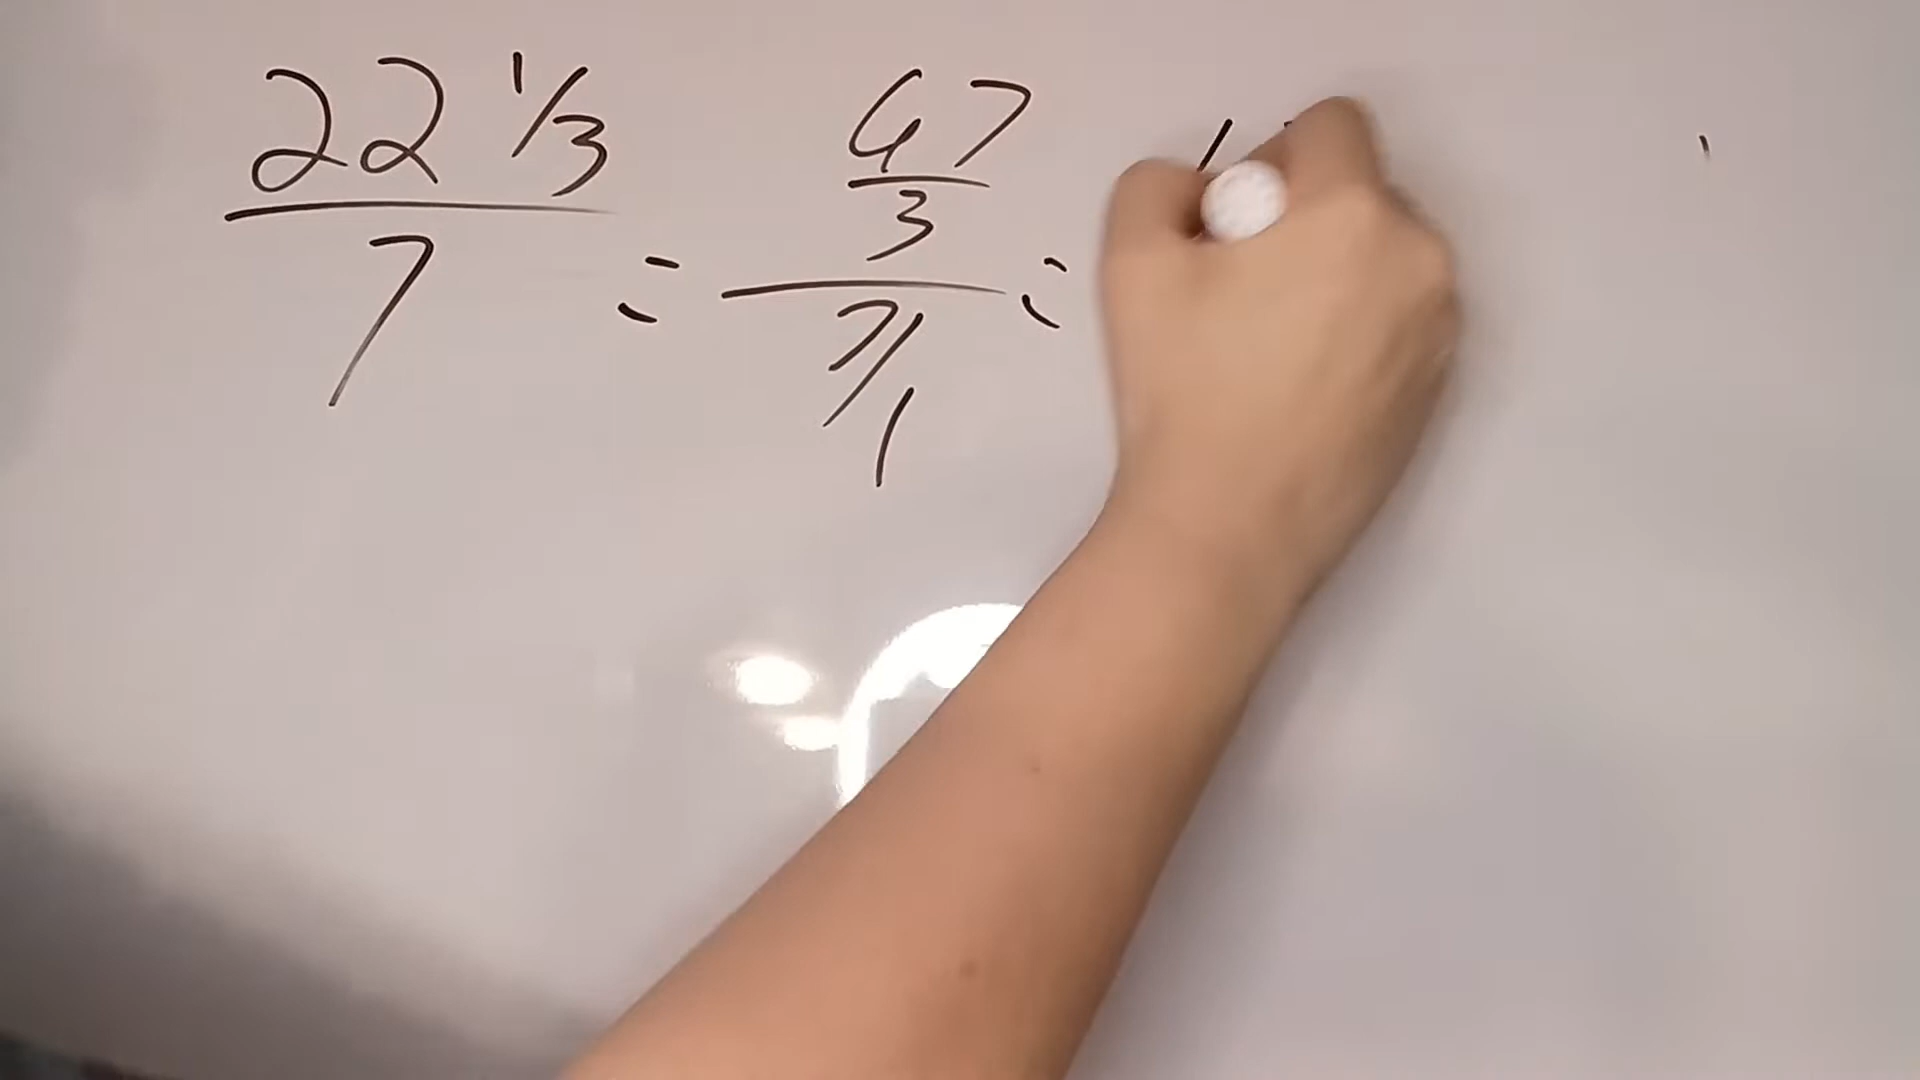 22 1/3 / 7 = 67/3 / 7/1 =